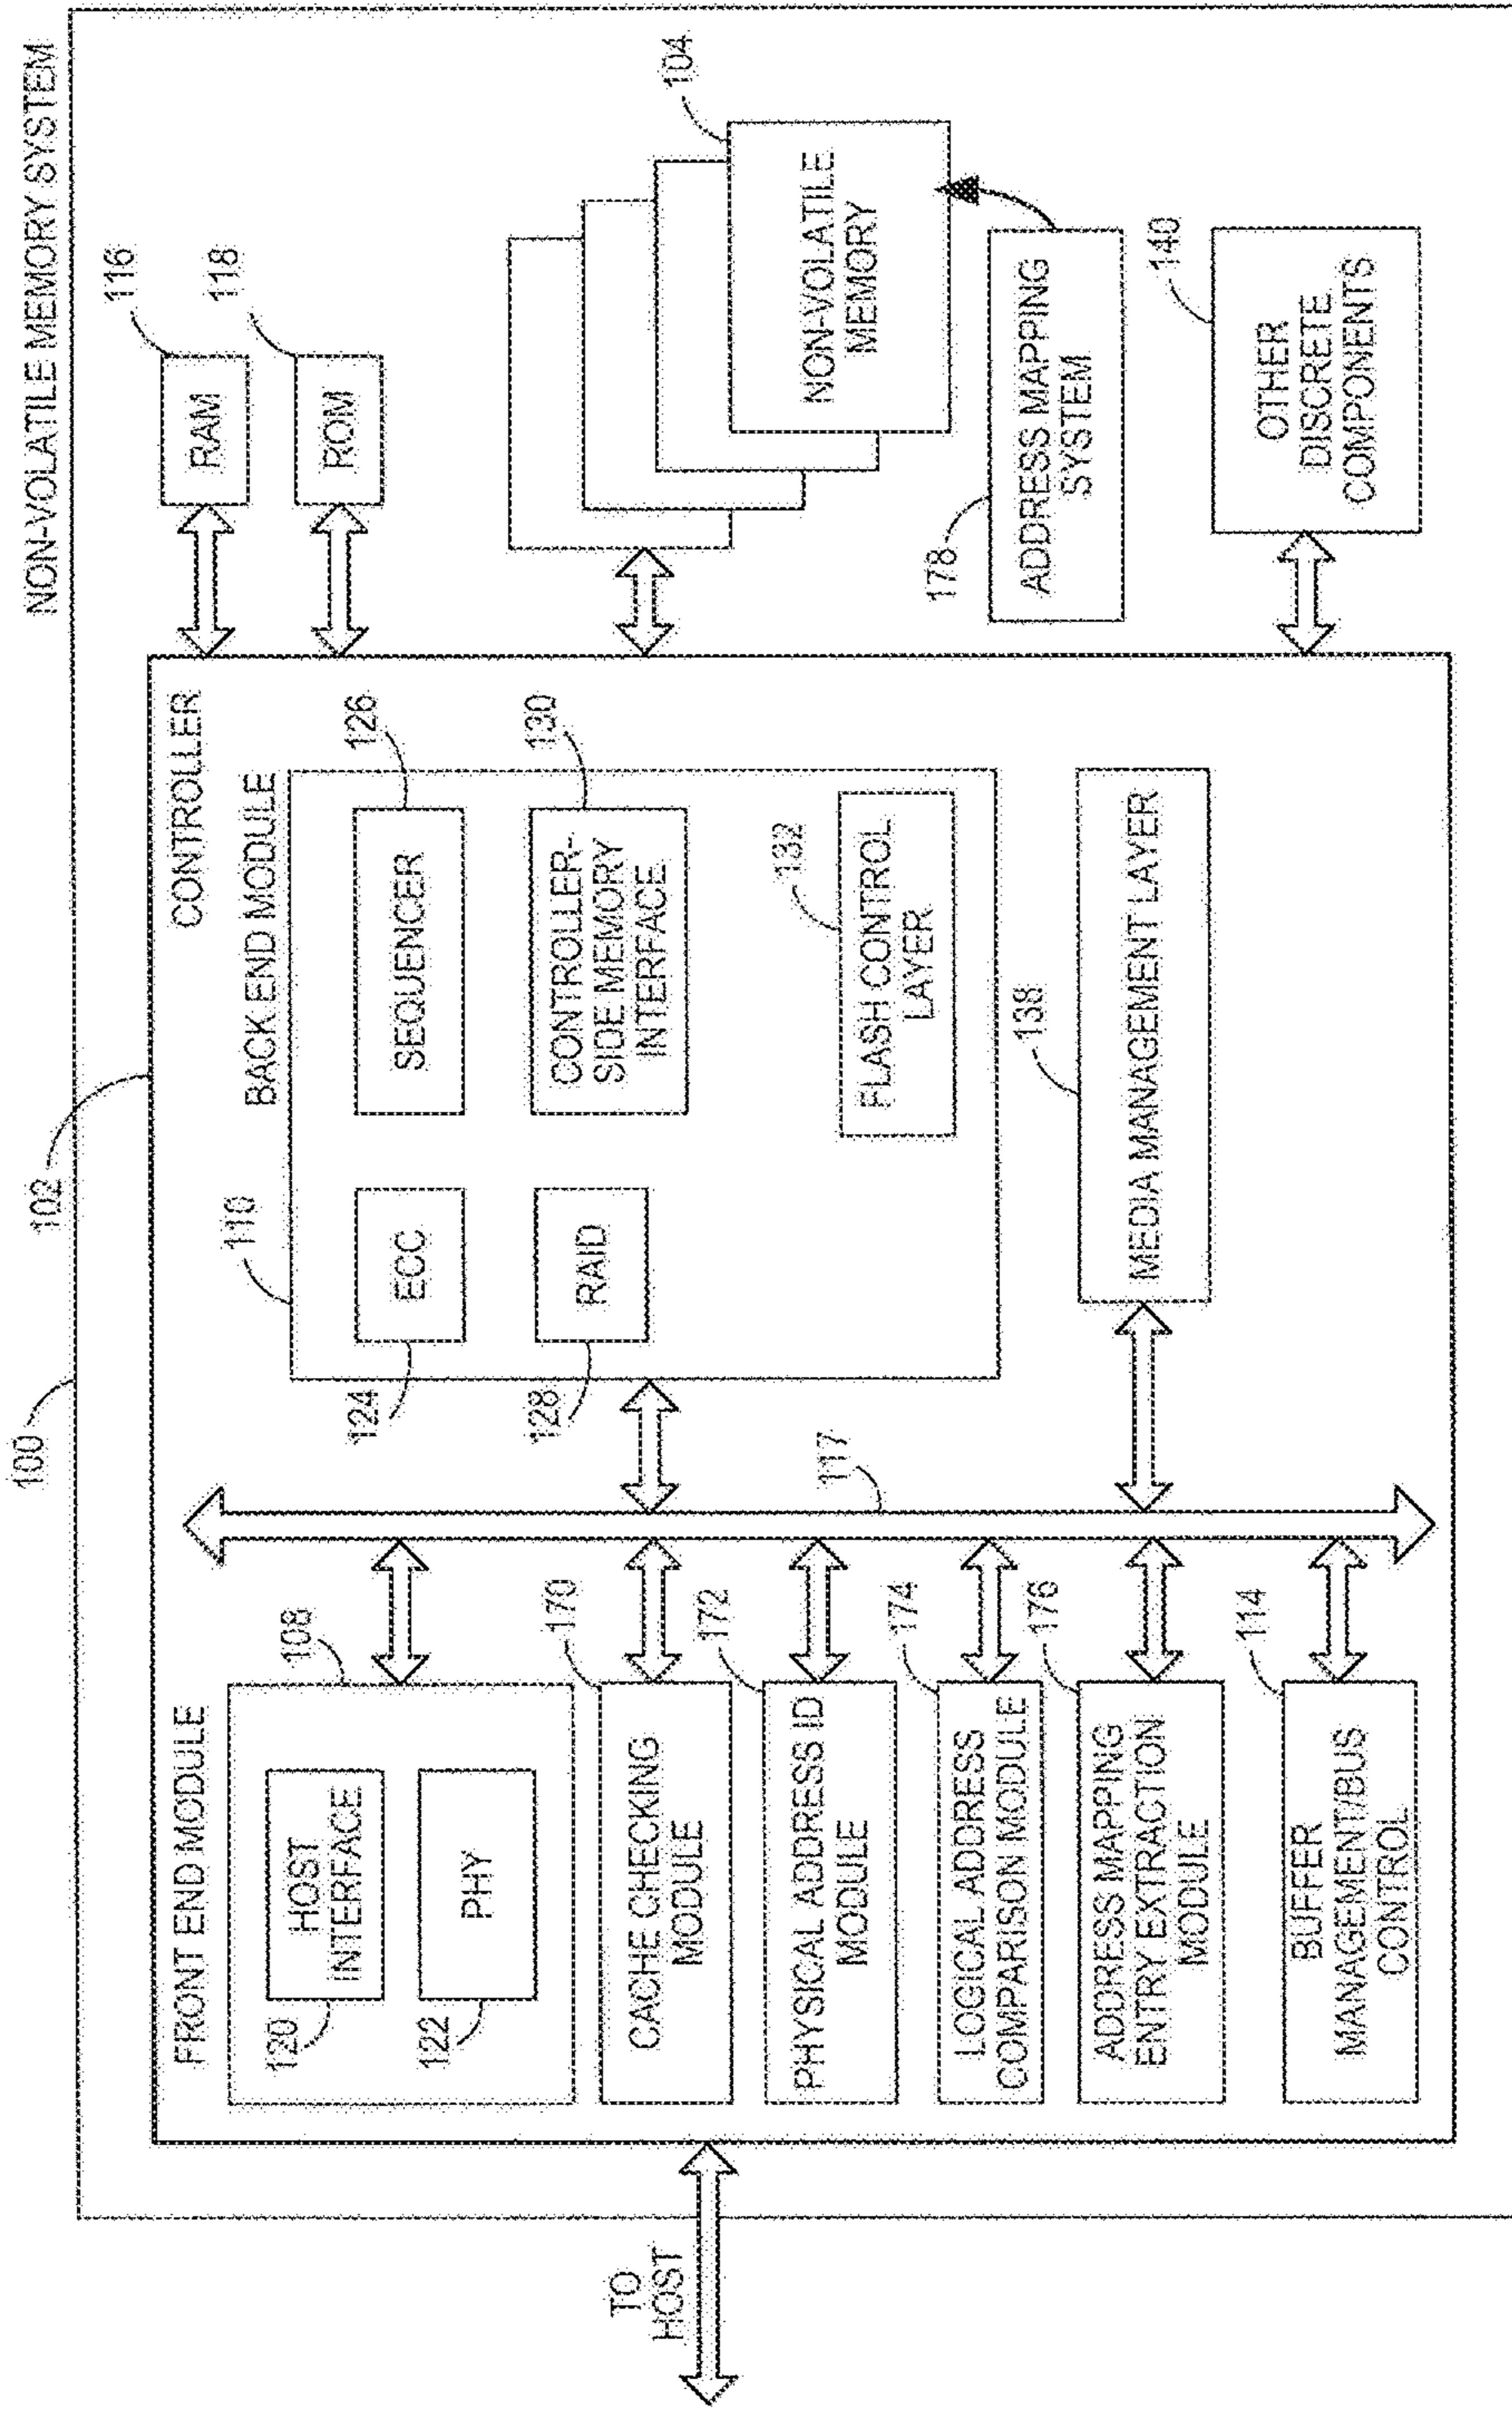 NON-VOLATILE MEMORY SYSTEM
100
102
CONTROLLER
FRONT END MODULE
108
HOST
INTERFACE
120
PHY
122
CACHE CHECKING
MODULE
170
PHYSICAL ADDRESS ID
MODULE
172
LOGICAL ADDRESS
COMPARISON MODULE
174
ADDRESS MAPPING
ENTRY EXTRACTION
MODULE
176
BUFFER
MANAGEMENT/BUS
CONTROL
114
117
BACK END MODULE
110
ECC
124
SEQUENCER
126
RAID
128
CONTROLLER-
SIDE MEMORY
INTERFACE
130
FLASH CONTROL
LAYER
132
MEDIA MANAGEMENT LAYER
138
RAM
116
ROM
118
NON-VOLATILE
MEMORY
104
ADDRESS MAPPING
SYSTEM
178
OTHER
DISCRETE
COMPONENTS
140
TO
HOST